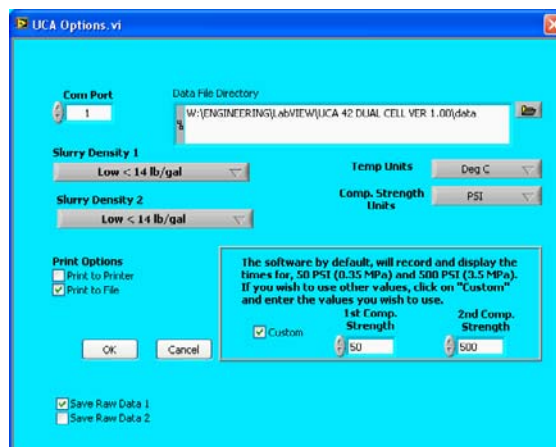 UCA Options.vi
Com Port
1
Data File Directory
W:\ENGINEERING\LabVIEW\UCA 42 DUAL CELL VER 1.00\data
Slurry Density 1
Low < 14 lb/gal
Slurry Density 2
Low < 14 lb/gal
Temp Units
Deg C
Comp. Strength
Units
PSI
Print Options
Print to Printer
Print to File
The software by default, will record and display the
times for, 50 PSI (0.35 MPa) and 500 PSI (3.5 MPa).
If you wish to use other values, click on "Custom"
and enter the values you wish to use.
Custom
1st Comp.
Strength
50
2nd Comp.
Strength
500
OK
Cancel
Save Raw Data 1
Save Raw Data 2